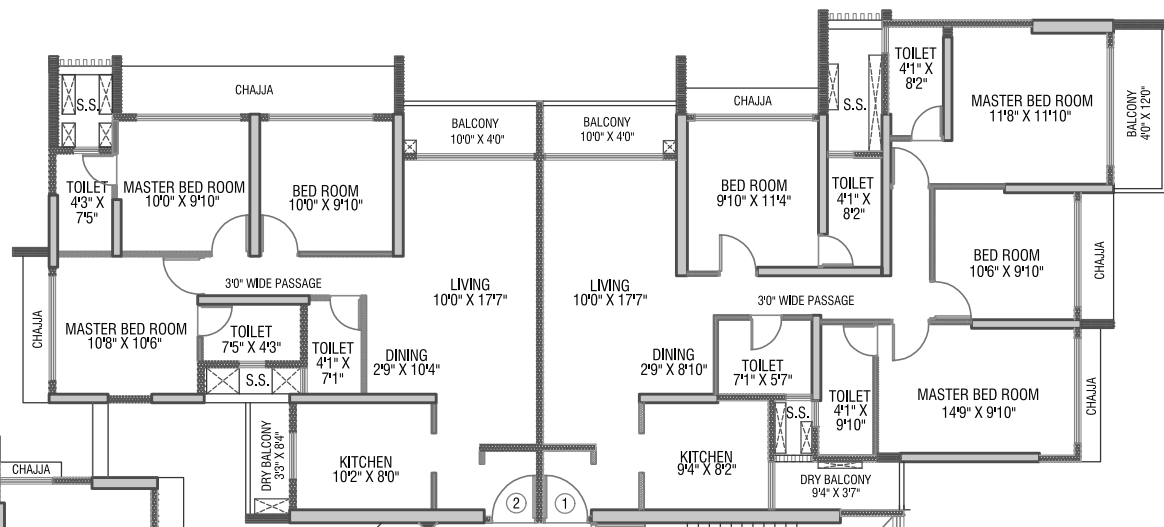 S.S.
CHAJJA
TOILET
4'3" X
7'5"
MASTER BED ROOM
10'0" X 9'10"
BED ROOM
10'0" X 9'10"
BALCONY
10'0" X 4'0"
3'0" WIDE PASSAGE
LIVING
10'0" X 17'7"
CHAJJA
MASTER BED ROOM
10'8" X 10'6"
TOILET
7'5" X 4'3"
S.S.
TOILET
4'1" X
7'1"
DINING
2'9" X 10'4"
DRY BALCONY
3'3" X 8'4"
KITCHEN
10'2" X 8'0"
2
CHAJJA
BALCONY
10'0" X 4'0"
CHAJJA
BED ROOM
9'10" X 11'4"
S.S.
TOILET
4'1" X
8'2"
TOILET
4'1" X
8'2"
MASTER BED ROOM
11'8" X 11'10"
BALCONY
4'0" X 12'0"
BED ROOM
10'6" X 9'10"
CHAJJA
LIVING
10'0" X 17'7"
3'0" WIDE PASSAGE
DINING
2'9" X 8'10"
TOILET
7'1" X 5'7"
S.S.
TOILET
4'1" X
9'10"
MASTER BED ROOM
14'9" X 9'10"
CHAJJA
KITCHEN
9'4" X 8'2"
DRY BALCONY
9'4" X 3'7"
1